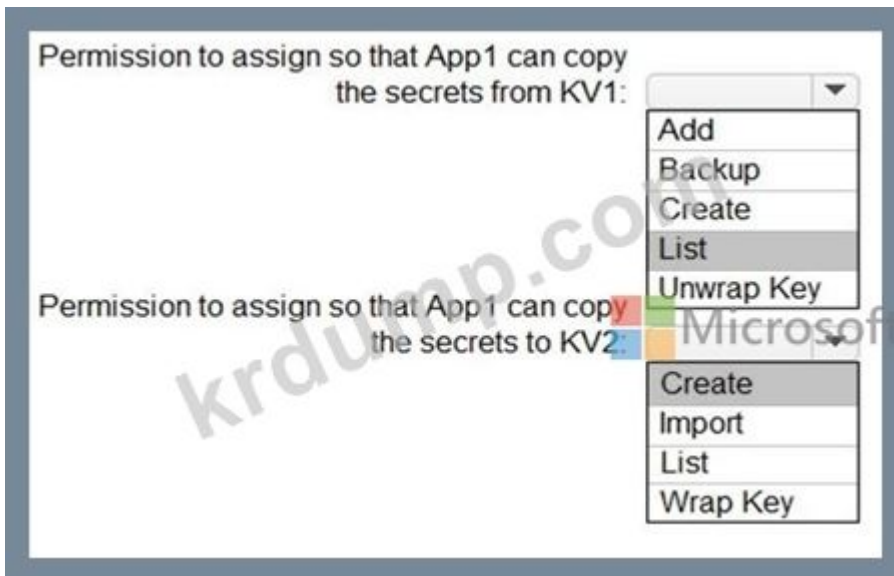 Permission to assign so that App1 can copy
the secrets from KV1:
Add
Backup
Create
List
Unwrap Key
Permission to assign so that App1 can copy
the secrets to KV2:
Create
Import
List
Wrap Key
krdump.com
Microsoft